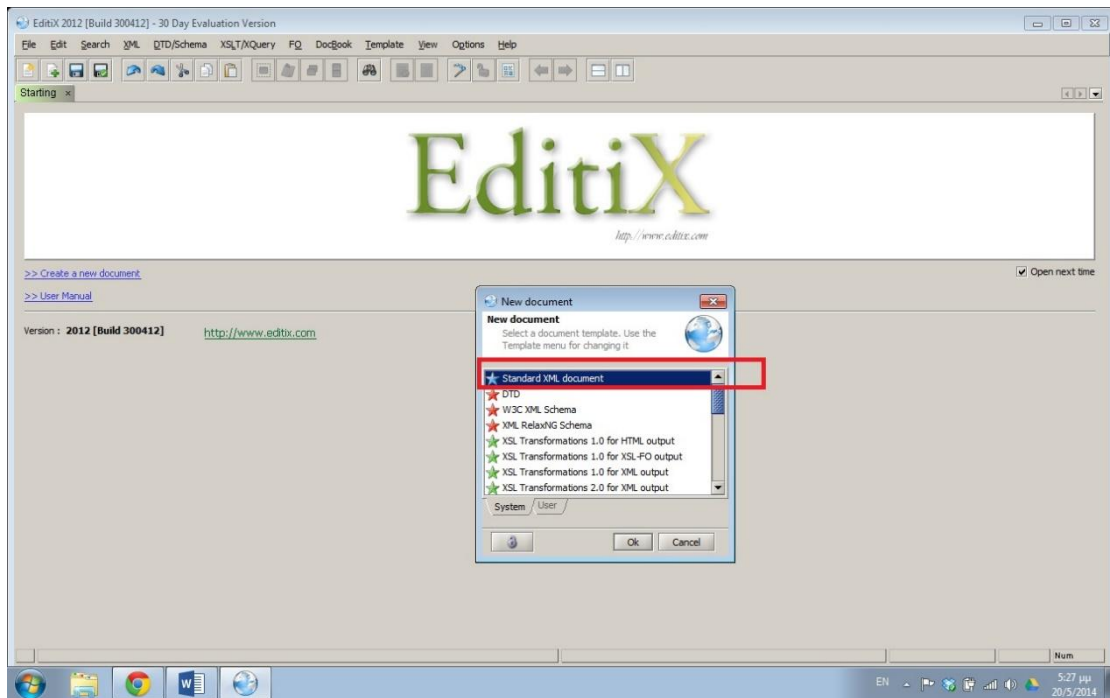 EditiX 2012 [Build 300412] - 30 Day Evaluation Version
File Edit Search XML DTD/Schema XSLT/XQuery FO DocBook Template View Options Help
Starting ×
EditiX
http://www.editix.com
>> Create a new document
Open next time
>> User Manual
Version : 2012 [Build 300412] http://www.editix.com
New document
New document
Select a document template. Use the
Template menu for changing it
Standard XML document
DTD
W3C XML Schema
XML RelaxNG Schema
XSL Transformations 1.0 for HTML output
XSL Transformations 1.0 for XSL-FO output
XSL Transformations 1.0 for XML output
XSL Transformations 2.0 for XML output
System User
Ok Cancel
Num
W
EN
5:27 μμ
20/5/2014